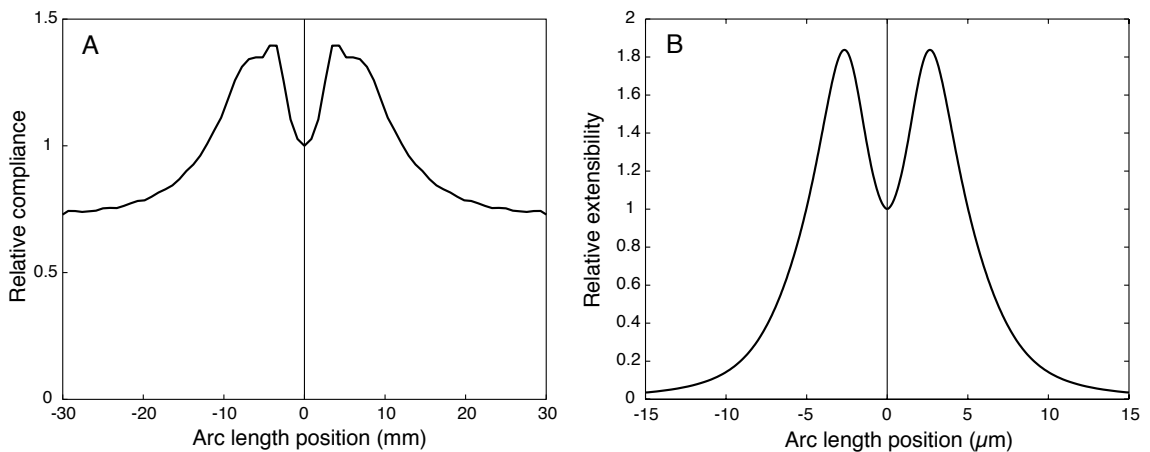 A
Relative compliance
1.5
1
0.5
0
-30 -20 -10 0 10 20 30
Arc length position (mm)
B
Relative extensibility
2
1.8
1.6
1.4
1.2
1
0.8
0.6
0.4
0.2
0
-15 -10 -5 0 5 10 15
Arc length position (µm)